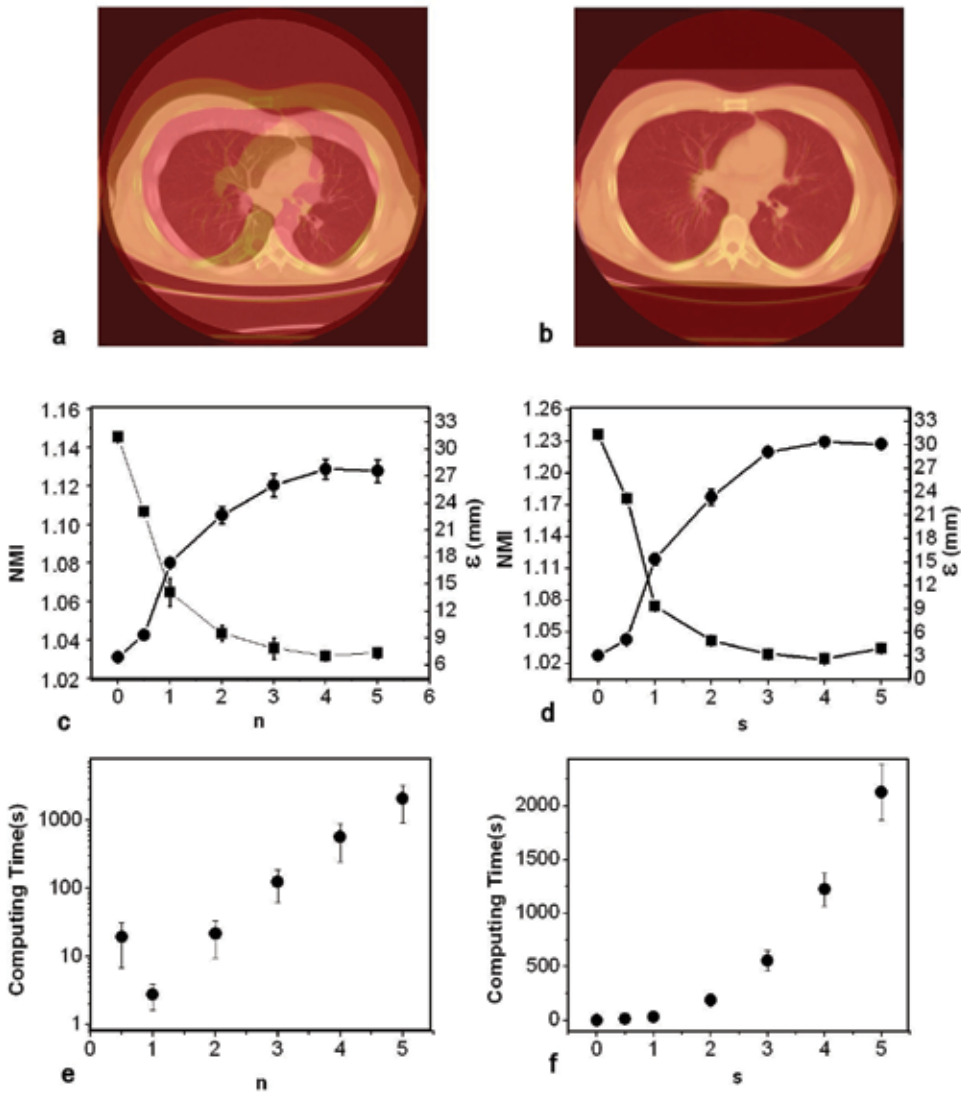 a
b
1.16
1.14
1.12
1.10
1.08
1.06
1.04
1.02
NMI
33
30
27
24
21
18
15
12
9
6
ε (mm)
0 1 2 3 4 5 6
n
c
1.26
1.23
1.20
1.17
1.14
1.11
1.08
1.05
1.02
NMI
33
30
24
21
18
15
12
9
6
3
0
ε (mm)
0 1 2 3 4 5
s
d
1000
100
10
1
Computing Time(s)
0 1 2 3 4 5
n
e
2000
1500
1000
500
0
Computing Time(s)
0 1 2 3 4 5
s
f